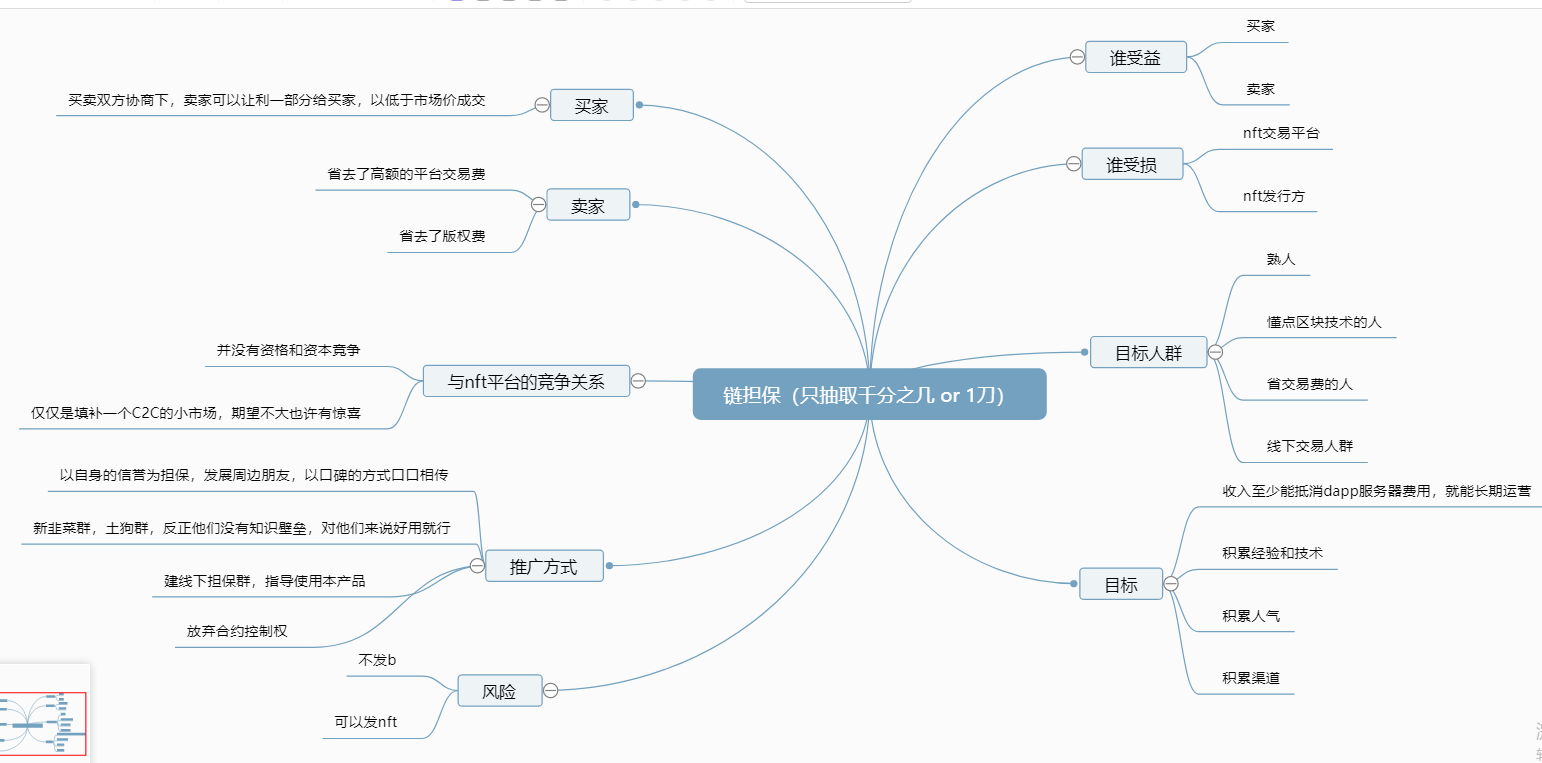 链担保（只抽取千分之几 or 1刀）
买家
买卖双方协商下，卖家可以让利一部分给买家，以低于市场价成交
卖家
省去了高额的平台交易费
省去了版权费
与nft平台的竞争关系
并没有资格和资本竞争
仅仅是填补一个C2C的小市场，期望不大也许有惊喜
推广方式
以自身的信誉为担保，发展周边朋友，以口碑的方式口口相传
新韭菜群，土狗群，反正他们没有知识壁垒，对他们来说好用就行
建线下担保群，指导使用本产品
放弃合约控制权
风险
不发b
可以发nft
谁受益
买家
卖家
谁受损
nft交易平台
nft发行方
目标人群
熟人
懂点区块技术的人
省交易费的人
线下交易人群
目标
收入至少能抵消dapp服务器费用，就能长期运营
积累经验和技术
积累人气
积累渠道